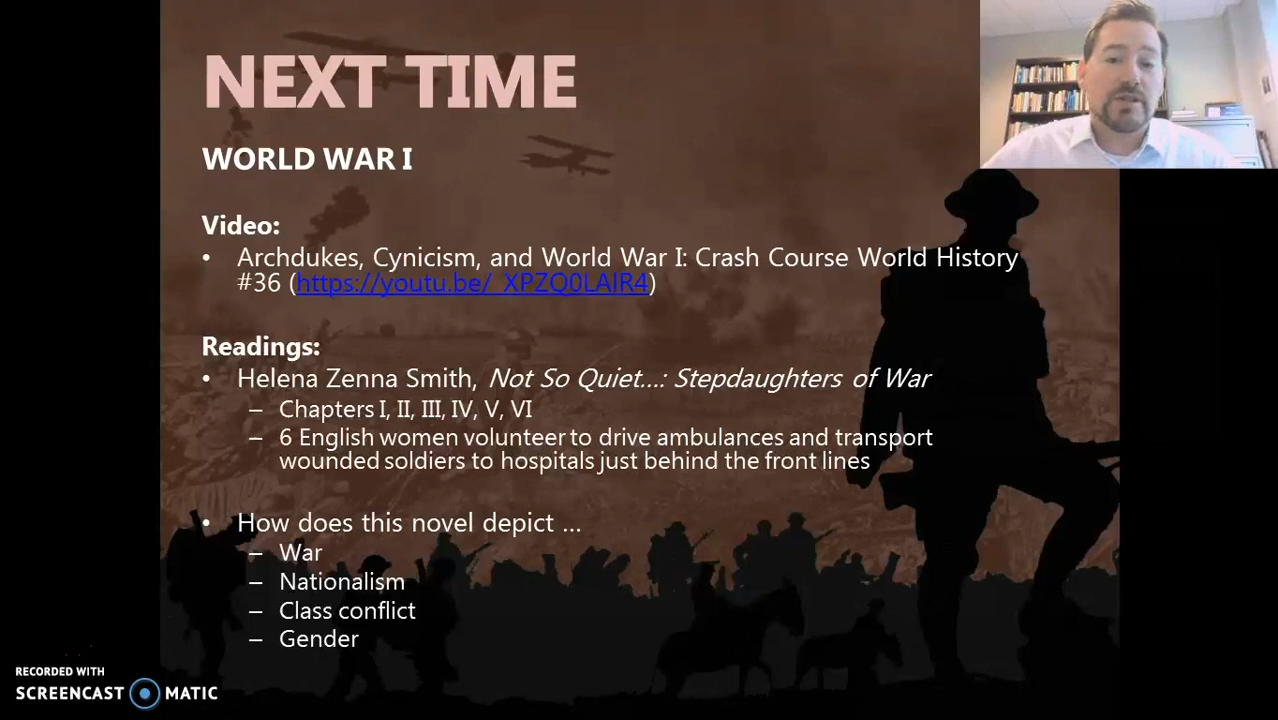 NEXT TIME
WORLD WAR I
Video:
• Archdukes, Cynicism, and World War I: Crash Course World History
#36 (https://youtu.be/_XPZQ0LAlR4)
Readings:
• Helena Zenna Smith, Not So Quiet...: Stepdaughters of War
– Chapters I, II, III, IV, V, VI
– 6 English women volunteer to drive ambulances and transport
wounded soldiers to hospitals just behind the front lines
• How does this novel depict ...
– War
– Nationalism
– Class conflict
– Gender
RECORDED WITH
SCREENCAST MATIC